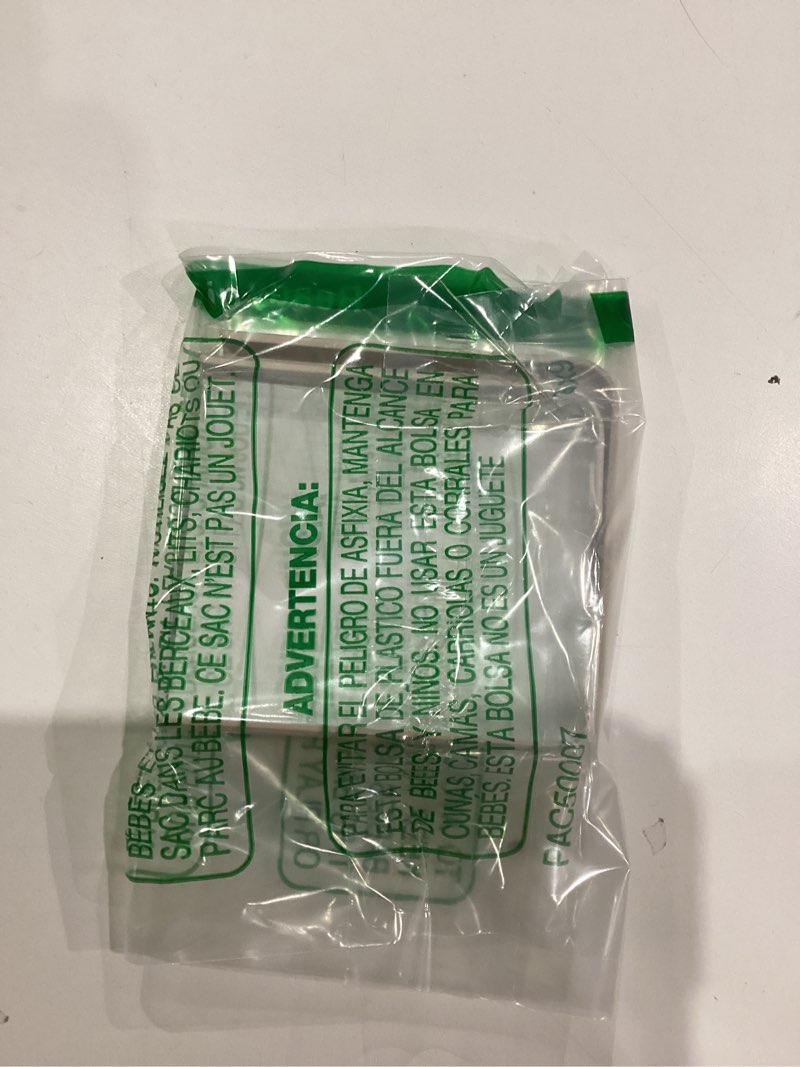 BEBES
SAC DANS LES BERCEAUX, LITS, CHARIOTS OU
PARC AU BEBE. CE SAC N'EST PAS UN JOUET.
ADVERTENCIA:
PARA EVITAR EL PELIGRO DE ASFIXIA, MANTENGA
ESTA BOLSA DE PLASTICO FUERA DEL ALCANCE
DE BEBES Y NIÑOS. NO USAR ESTA BOLSA EN
CUNAS, CAMAS, CARRIOLAS O CORRALES PARA
BEBES. ESTA BOLSA NO ES UN JUGUETE